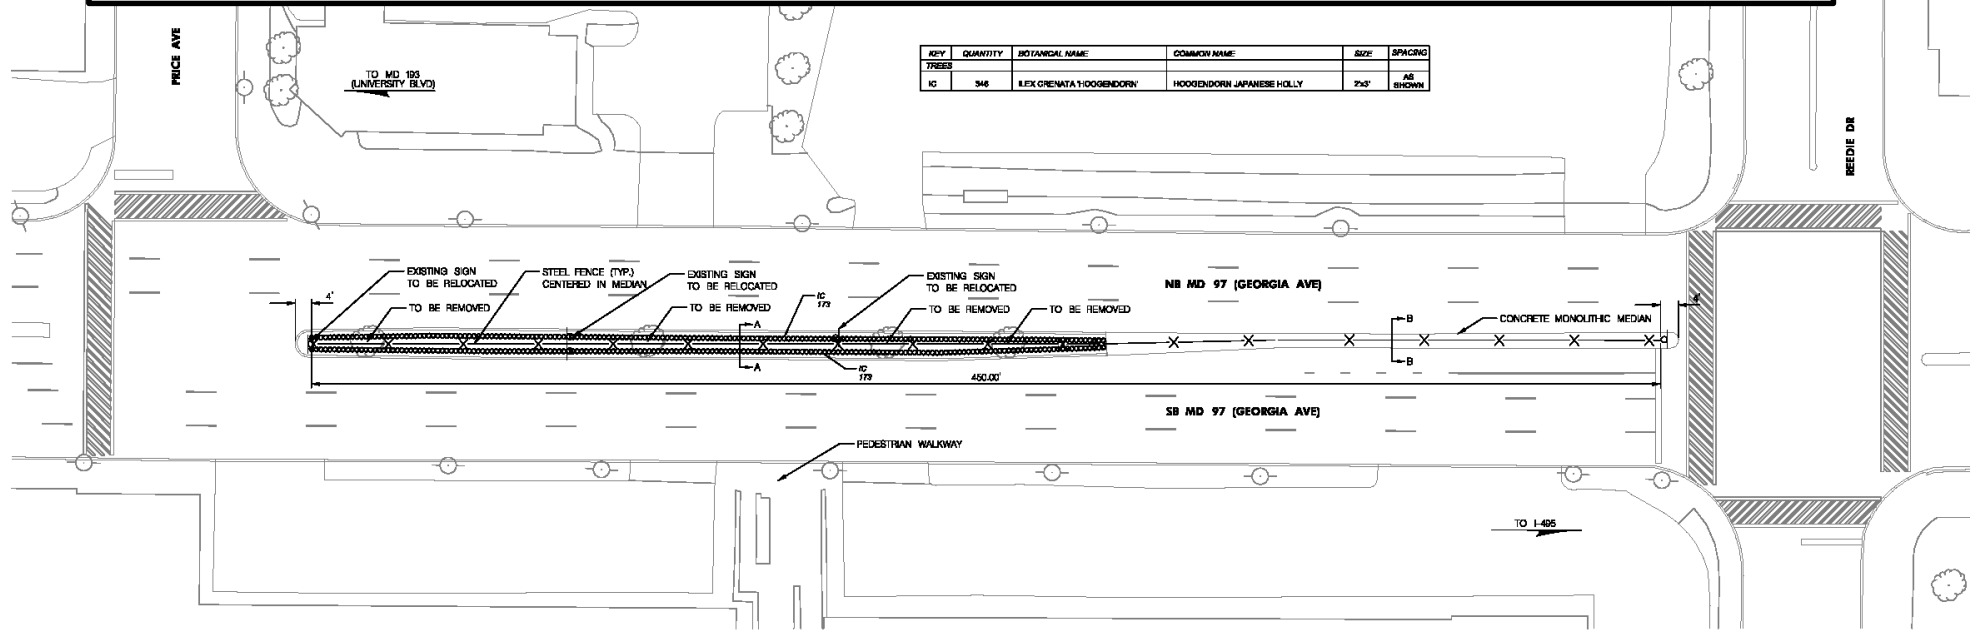 PRICE AVE
TO MD 193
(UNIVERSITY BLVD)
KEY QUANTITY BOTANICAL NAME COMMON NAME SIZE SPACING
TREES
IC 346 ILEX CRENATA 'HOOGENDORN' HOOGENDORN JAPANESE HOLLY 2'x3' AS SHOWN
REEDIE DR
EXISTING SIGN
TO BE RELOCATED
STEEL FENCE (TYP.)
CENTERED IN MEDIAN
EXISTING SIGN
TO BE RELOCATED
EXISTING SIGN
TO BE RELOCATED
NB MD 97 (GEORGIA AVE)
4'
TO BE REMOVED
TO BE REMOVED
IC
173
TO BE REMOVED
TO BE REMOVED
4'
A
B
CONCRETE MONOLITHIC MEDIAN
A
B
IC
173
450.00'
SB MD 97 (GEORGIA AVE)
PEDESTRIAN WALKWAY
TO I-495